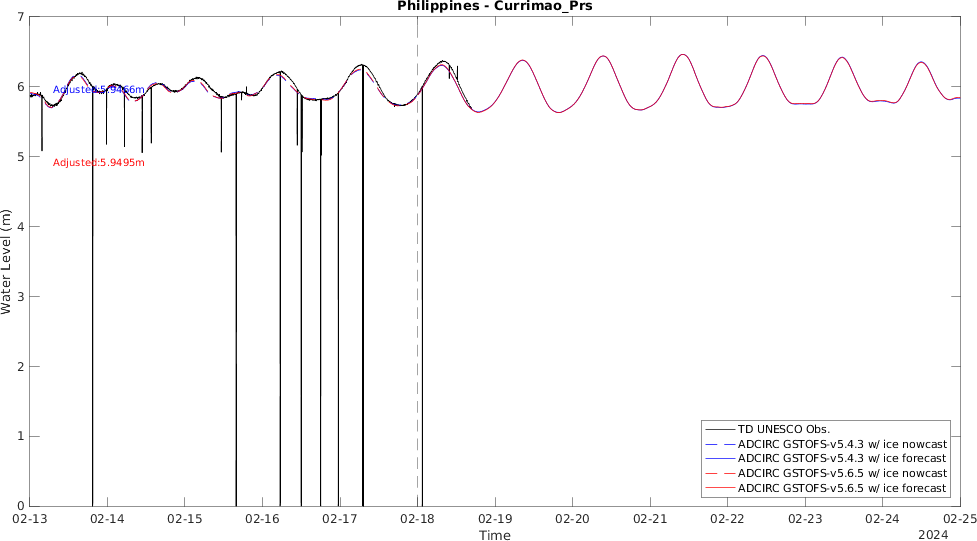 Philippines - Currimao_Prs
7
6
5
4
3
2
1
0
Water Level (m)
Adjusted:5.9466m
Adjusted:5.9495m
TD UNESCO Obs.
ADCIRC GSTOFS-v5.4.3 w/ ice nowcast
ADCIRC GSTOFS-v5.4.3 w/ ice forecast
ADCIRC GSTOFS-v5.6.5 w/ ice nowcast
ADCIRC GSTOFS-v5.6.5 w/ ice forecast
02-13 02-14 02-15 02-16 02-17 02-18 02-19 02-20 02-21 02-22 02-23 02-24 02-25
Time
2024